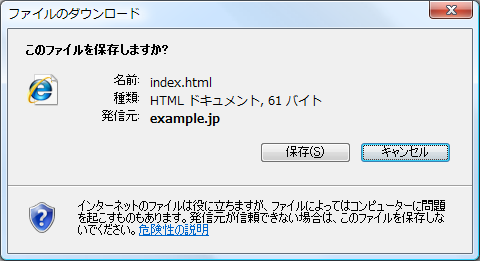 ファイルのダウンロード
このファイルを保存しますか?
名前: index.html
種類: HTML ドキュメント, 61 バイト
発信元: example.jp
保存(S) キャンセル
インターネットのファイルは役に立ちますが、ファイルによってはコンピューターに問題
を起こすものもあります。発信元が信頼できない場合は、このファイルを保存しな
いでください。危険性の説明